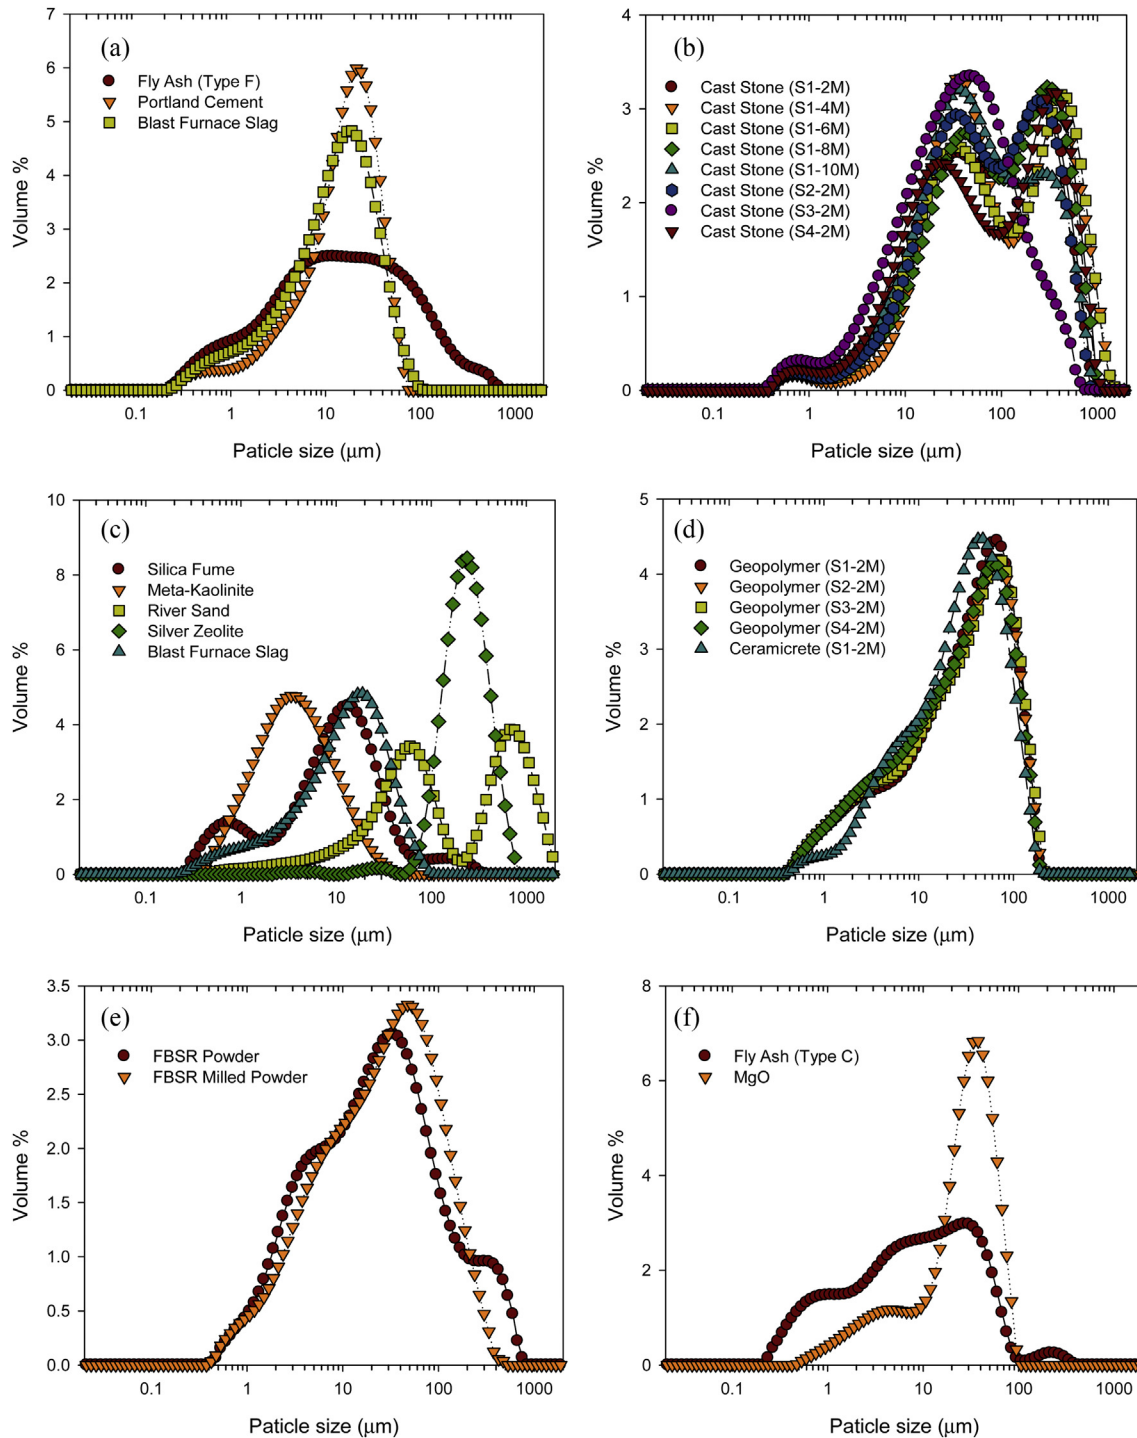 (a)
Fly Ash (Type F)
Portland Cement
Blast Furnace Slag
Volume %
7
6
5
4
3
2
1
0
0.1 1 10 100 1000
Paticle size (μm)
(b)
Cast Stone (S1-2M)
Cast Stone (S1-4M)
Cast Stone (S1-6M)
Cast Stone (S1-8M)
Cast Stone (S1-10M)
Cast Stone (S2-2M)
Cast Stone (S3-2M)
Cast Stone (S4-2M)
Volume %
4
3
2
1
0
0.1 1 10 100 1000
Paticle size (μm)
(c)
Silica Fume
Meta-Kaolinite
River Sand
Silver Zeolite
Blast Furnace Slag
Volume %
10
8
6
4
2
0
0.1 1 10 100 1000
Paticle size (μm)
(d)
Geopolymer (S1-2M)
Geopolymer (S2-2M)
Geopolymer (S3-2M)
Geopolymer (S4-2M)
Ceramicrete (S1-2M)
Volume %
5
4
3
2
1
0
0.1 1 10 100 1000
Paticle size (μm)
(e)
FBSR Powder
FBSR Milled Powder
Volume %
3.5
3.0
2.5
2.0
1.5
1.0
0.5
0.0
0.1 1 10 100 1000
Paticle size (μm)
(f)
Fly Ash (Type C)
MgO
Volume %
8
6
4
2
0
0.1 1 10 100 1000
Paticle size (μm)